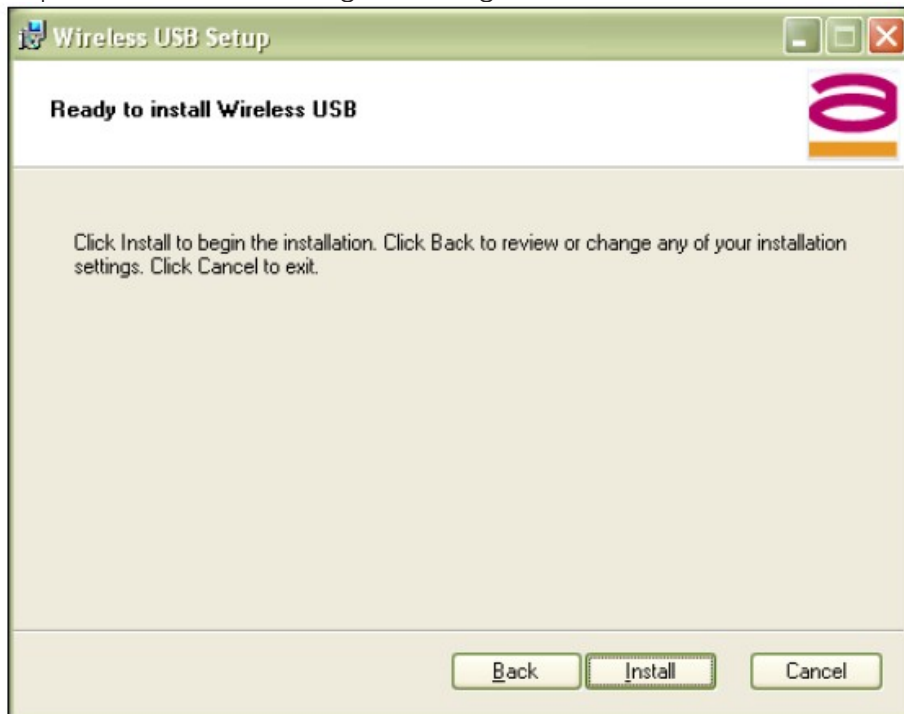 Wireless USB Setup
Ready to install Wireless USB
Click Install to begin the installation. Click Back to review or change any of your installation
settings. Click Cancel to exit.
Back Install Cancel